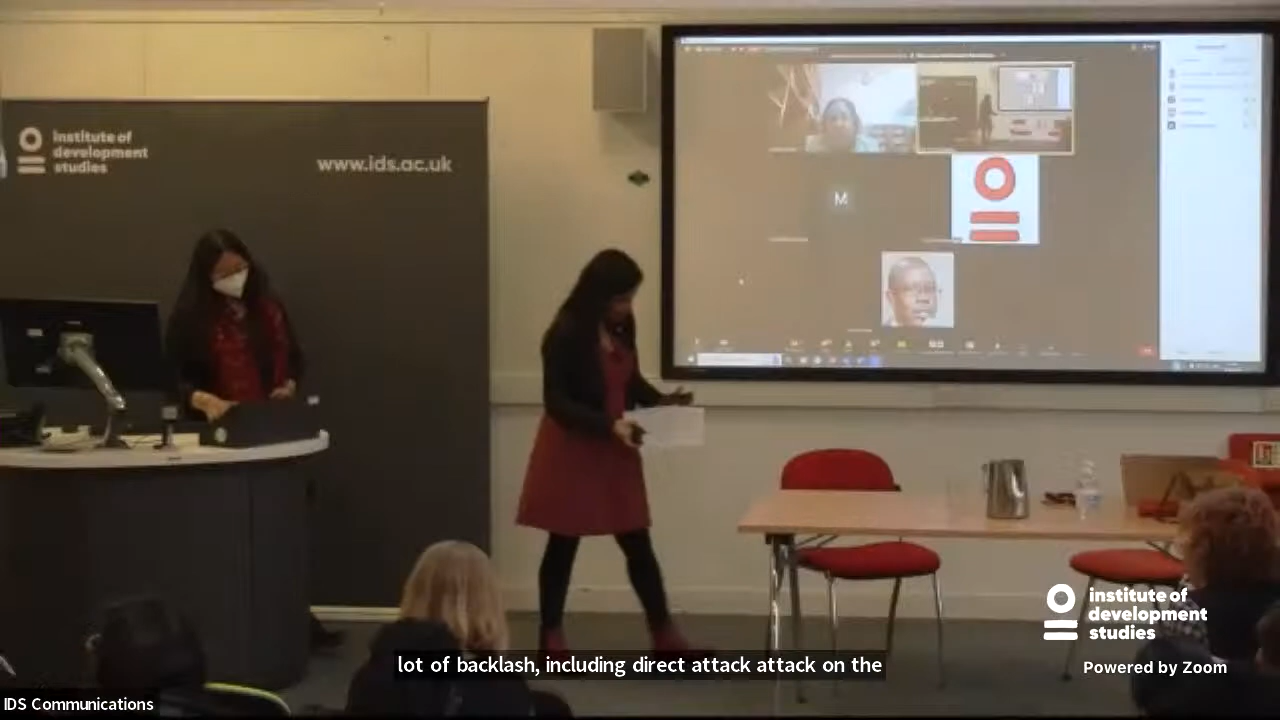 institute of
development
studies
www.ids.ac.uk
M
institute of
development
studies
lot of backlash, including direct attack attack on the
Powered by Zoom
IDS Communications